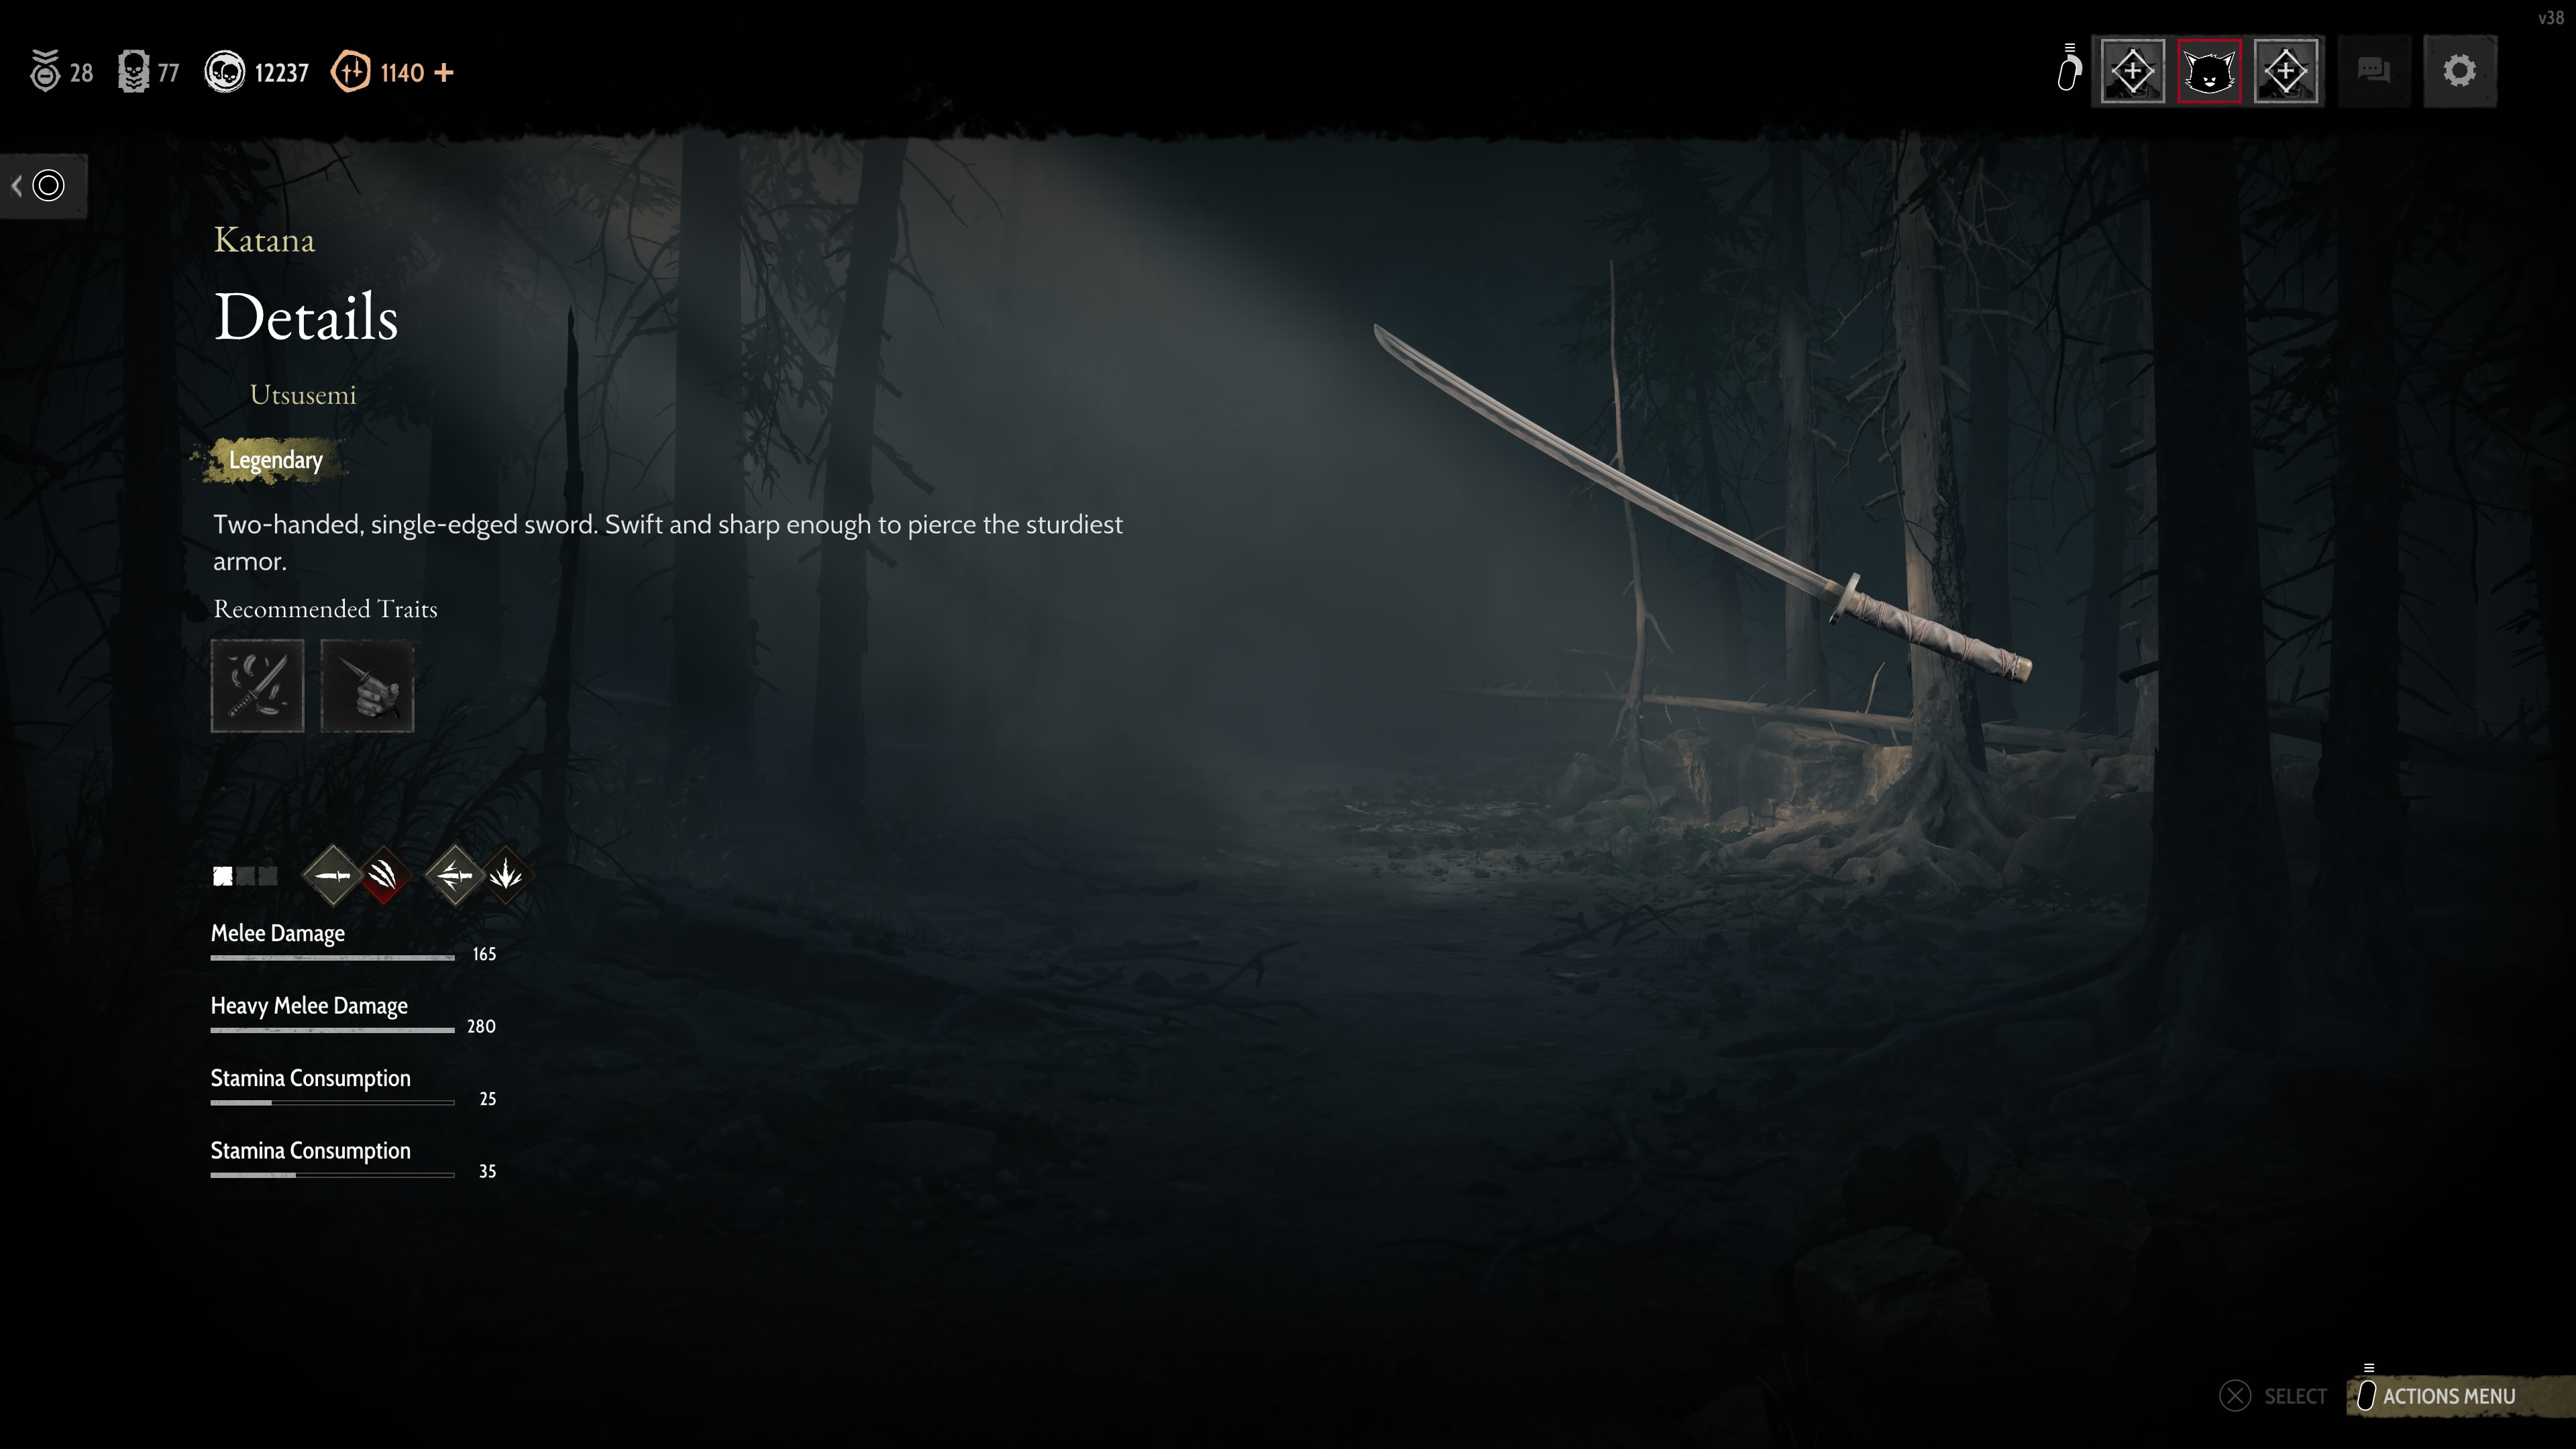 v38
28 77 12237 1140 +
Katana
Details
Utsusemi
Legendary
Two-handed, single-edged sword. Swift and sharp enough to pierce the sturdiest
armor.
Recommended Traits
Melee Damage
165
Heavy Melee Damage
280
Stamina Consumption
25
Stamina Consumption
35
SELECT ACTIONS MENU